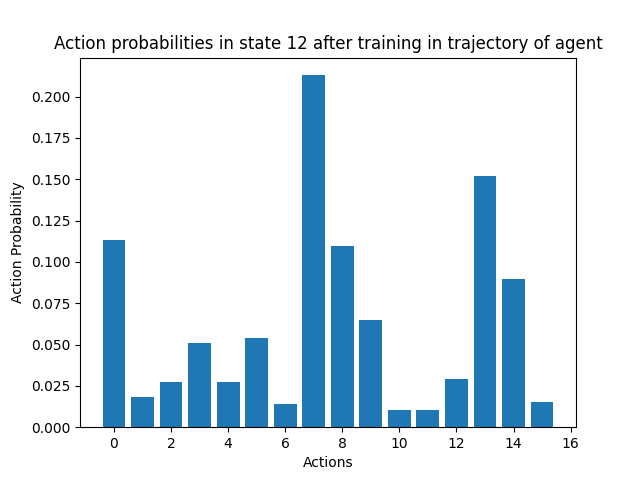 Action probabilities in state 12 after training in trajectory of agent
Action Probability
0.200
0.175
0.150
0.125
0.100
0.075
0.050
0.025
0.000
0 2 4 6 8 10 12 14 16
Actions